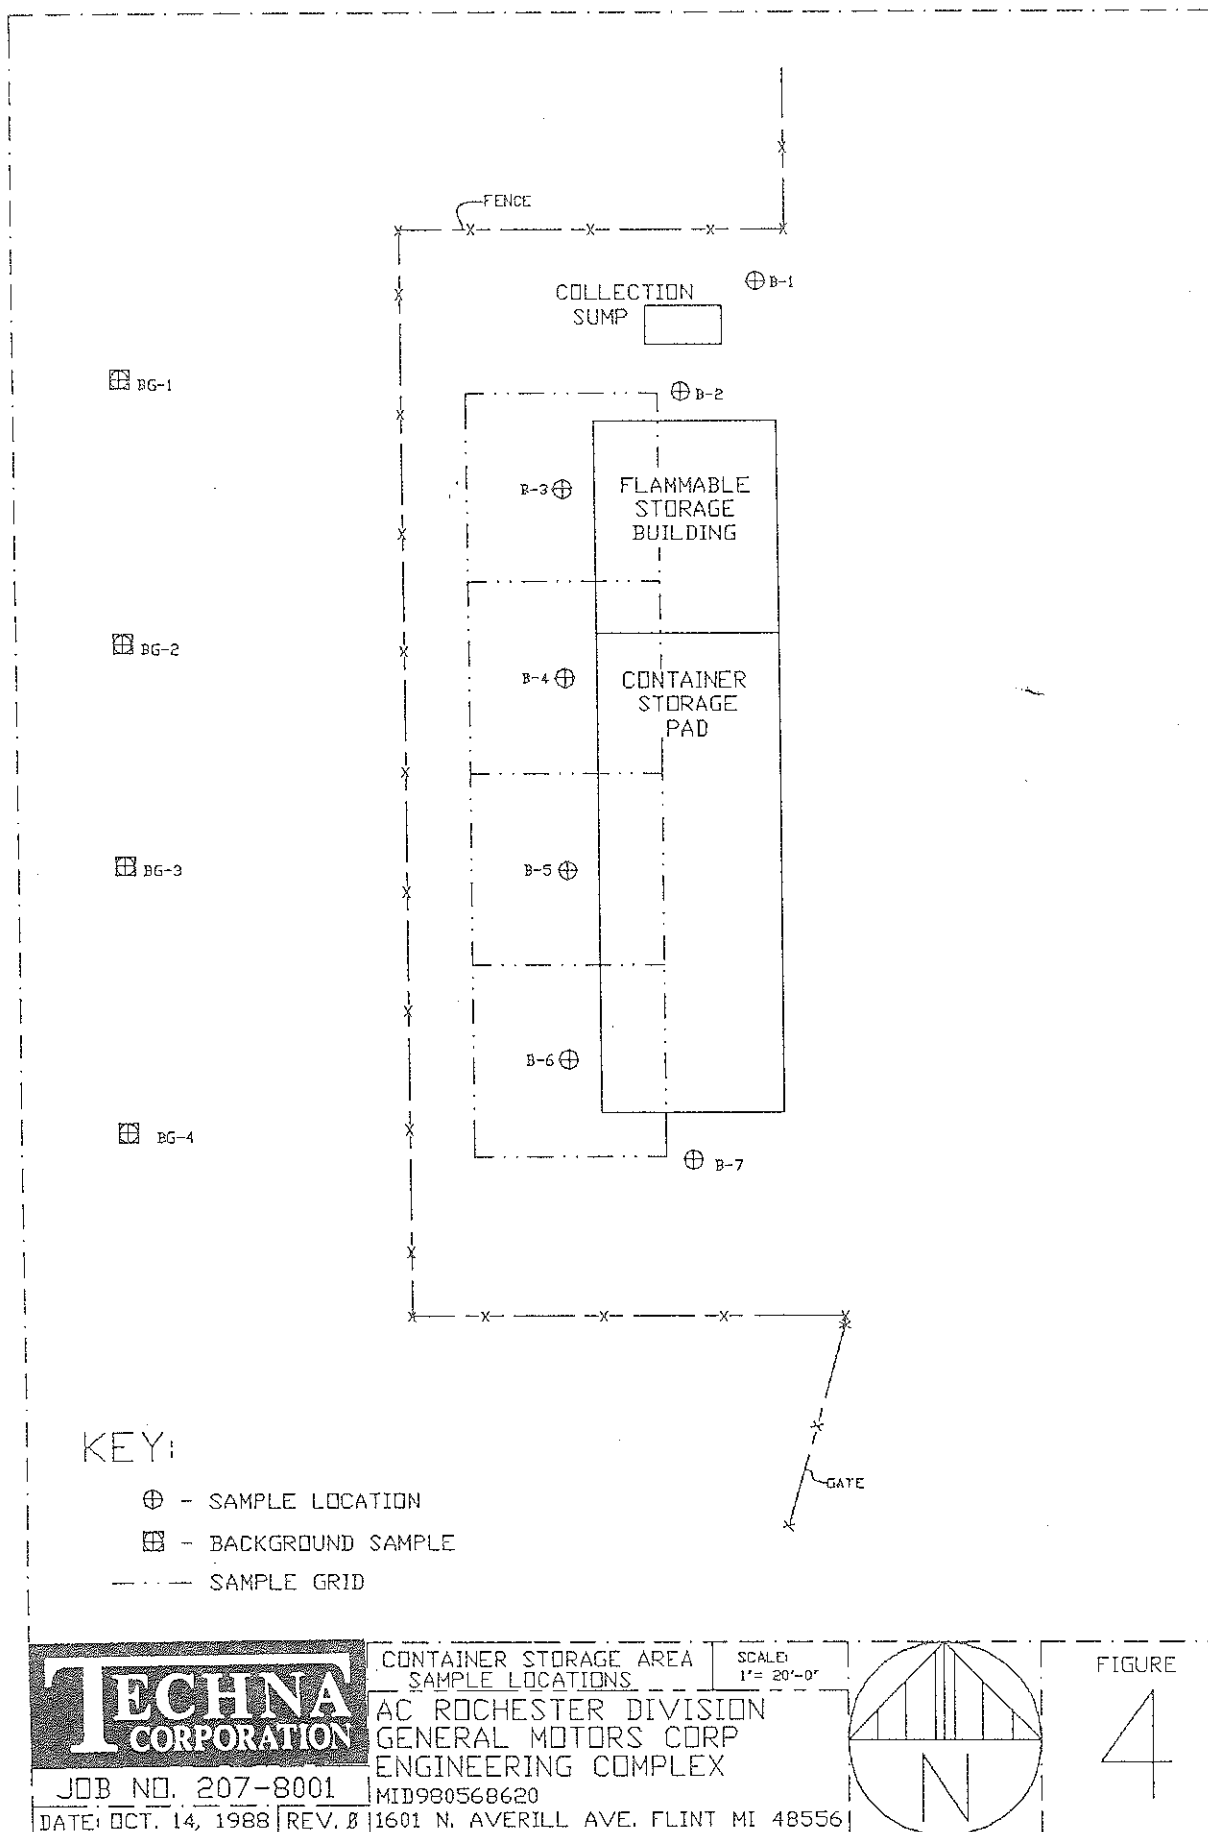 FENCE
B-1
COLLECTION
SUMP
BG-1
B-2
B-3
FLAMMABLE
STORAGE
BUILDING
BG-2
B-4
CONTAINER
STORAGE
PAD
BG-3
B-5
B-6
BG-4
B-7
GATE
KEY:
- SAMPLE LOCATION
- BACKGROUND SAMPLE
SAMPLE GRID
TECHNA
CORPORATION
JOB NO. 207-8001
DATE: OCT. 14, 1988 REV. 0
CONTAINER STORAGE AREA
SAMPLE LOCATIONS
SCALE:
1"= 20'-0"
AC ROCHESTER DIVISION
GENERAL MOTORS CORP
ENGINEERING COMPLEX
MID980568620
1601 N. AVERILL AVE. FLINT MI 48556
N
FIGURE
4